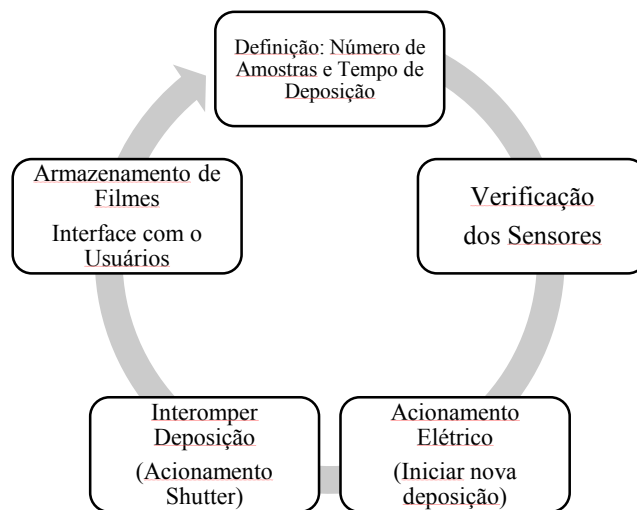 Definição: Número de
Amostras e Tempo de
Deposição
Verificação
dos Sensores
Acionamento
Elétrico
(Iniciar nova
deposição)
Interomper
Deposição
(Acionamento
Shutter)
Armazenamento de
Filmes
Interface com o
Usuários